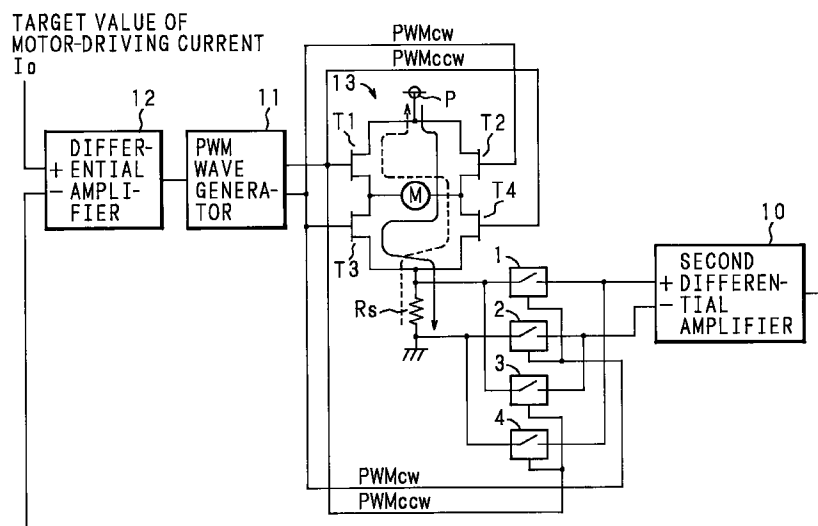 TARGET VALUE OF
MOTOR-DRIVING CURRENT
Io
PWMcw
PWMccw
13
P
12
11
T1
T2
DIFFER-
ENTIAL
AMPLI-
FIER
+
−
PWM
WAVE
GENERA-
TOR
M
T3
T4
10
Rs
1
2
3
4
+
−
SECOND
DIFFEREN-
TIAL
AMPLIFIER
PWMcw
PWMccw